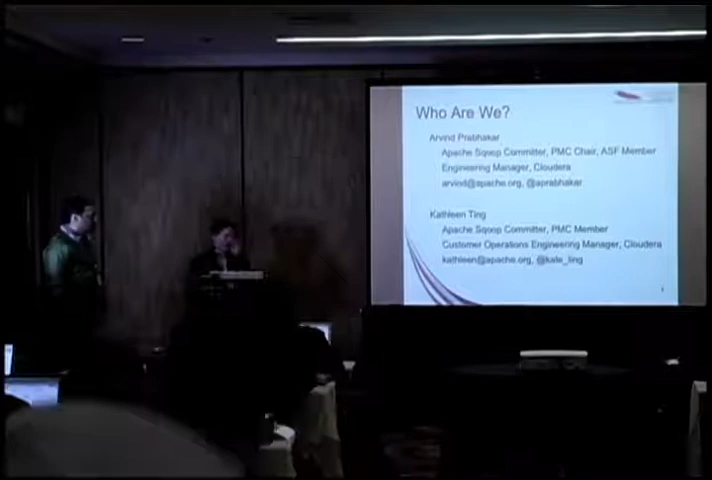 Who Are We?
Arvind Prabhakar
Apache Sqoop Committer, PMC Chair, ASF Member
Engineering Manager, Cloudera
arvind@apache.org, @aprabhakar
Kathleen Ting
Apache Sqoop Committer, PMC Member
Customer Operations Engineering Manager, Cloudera
kathleen@apache.org, @kate_ting